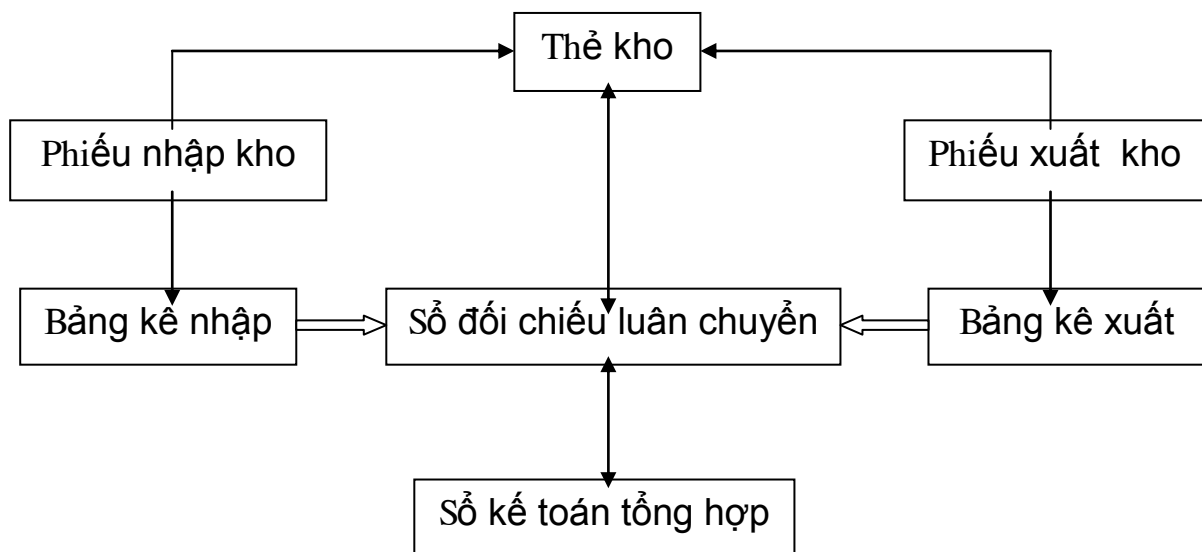 Thẻ kho
Phiếu nhập kho
Phiếu xuất kho
Bảng kê nhập
Sổ đối chiếu luân chuyển
Bảng kê xuất
Sổ kế toán tổng hợp